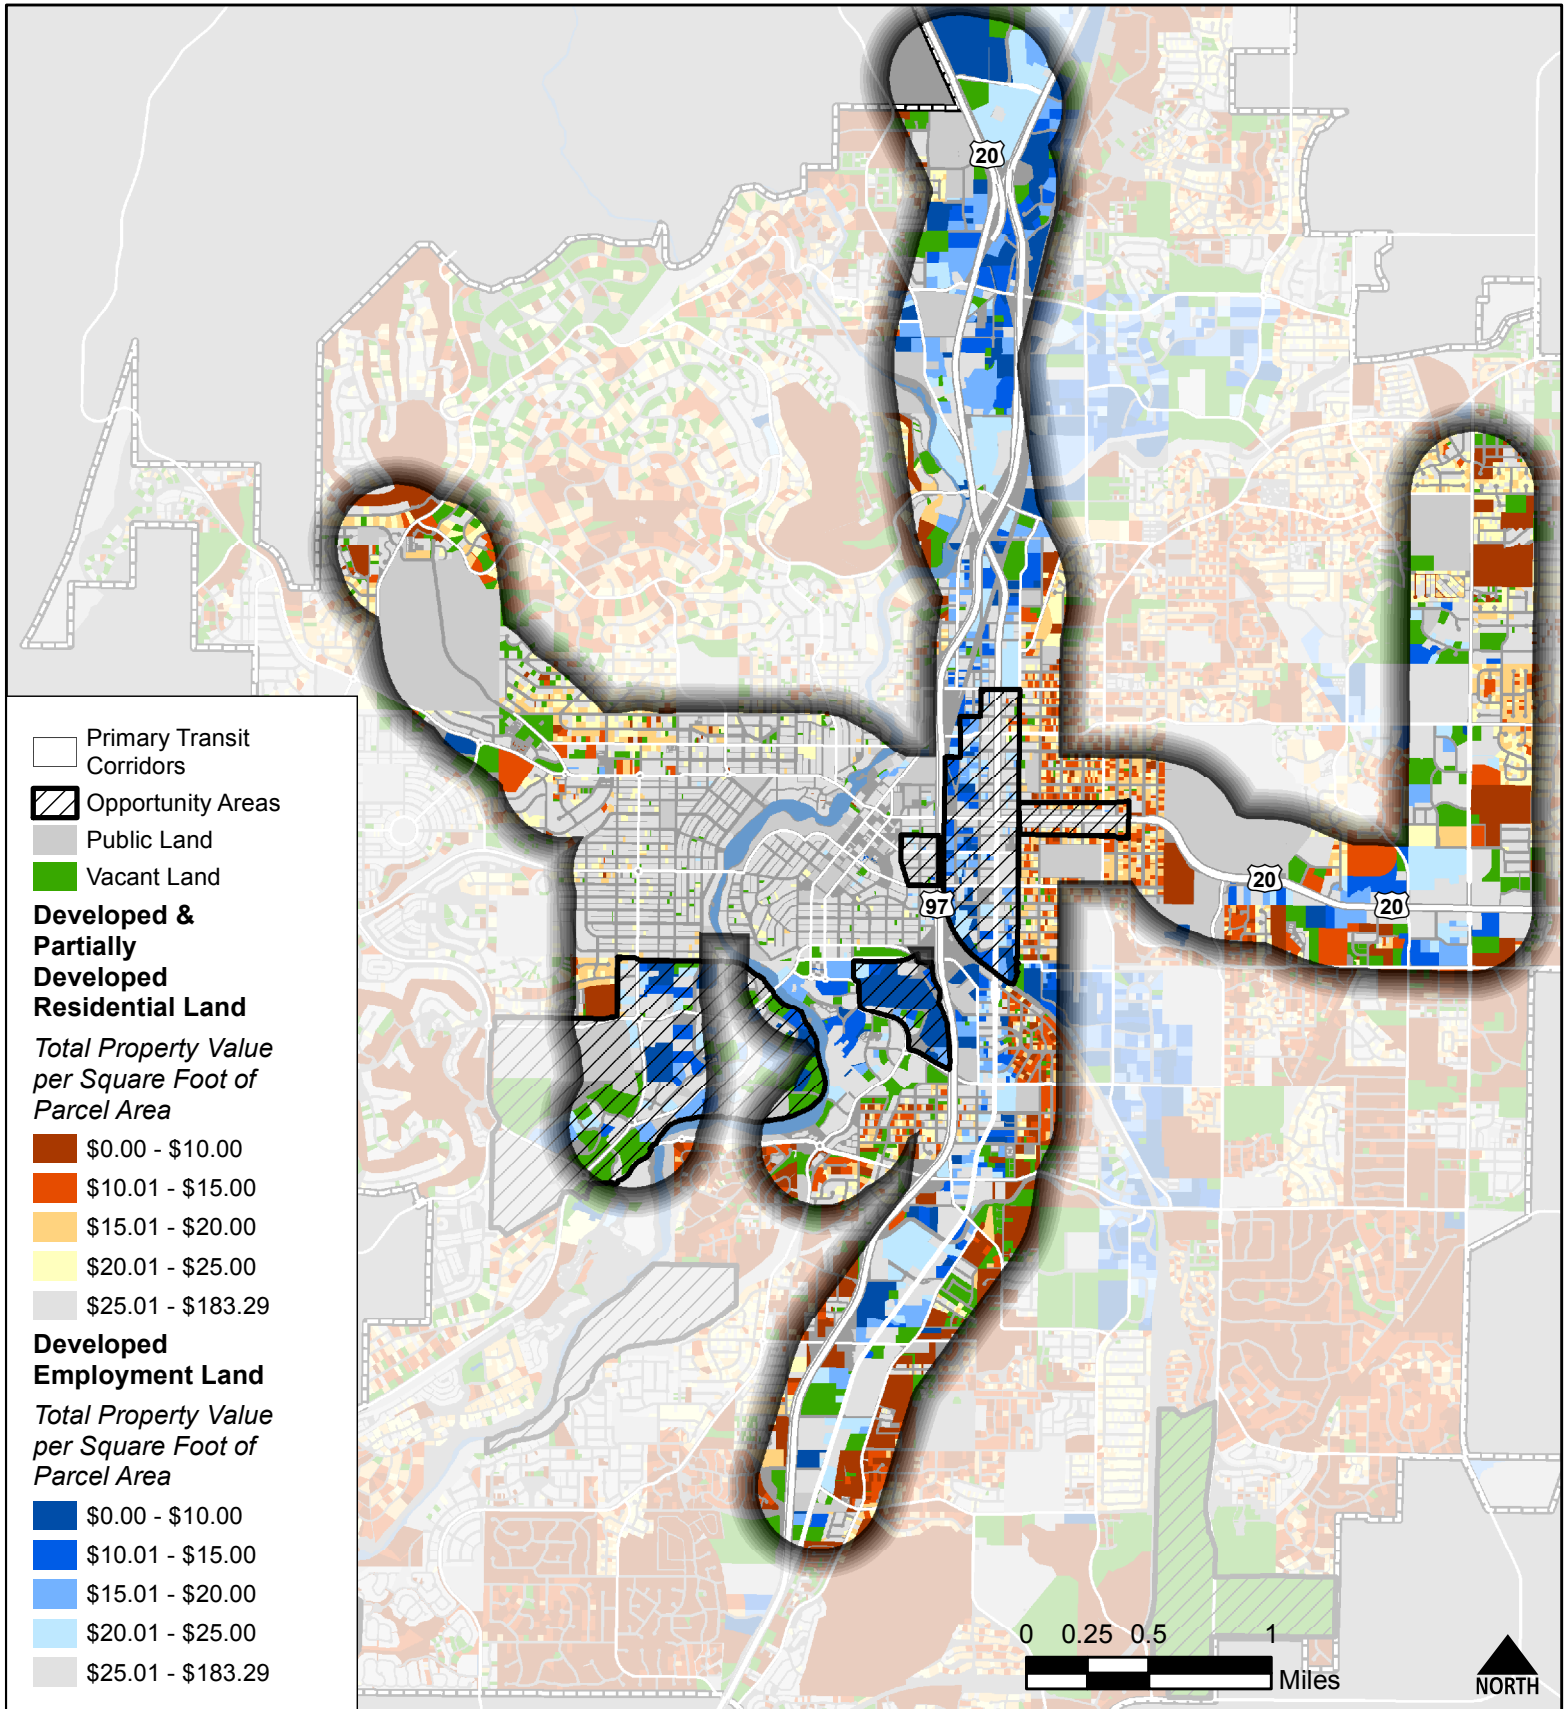 20
97
20
20
Primary Transit
Corridors
Opportunity Areas
Public Land
Vacant Land
Developed &
Partially
Developed
Residential Land
Total Property Value
per Square Foot of
Parcel Area
$0.00 - $10.00
$10.01 - $15.00
$15.01 - $20.00
$20.01 - $25.00
$25.01 - $183.29
Developed
Employment Land
Total Property Value
per Square Foot of
Parcel Area
$0.00 - $10.00
$10.01 - $15.00
$15.01 - $20.00
$20.01 - $25.00
$25.01 - $183.29
0 0.25 0.5 1
Miles
NORTH